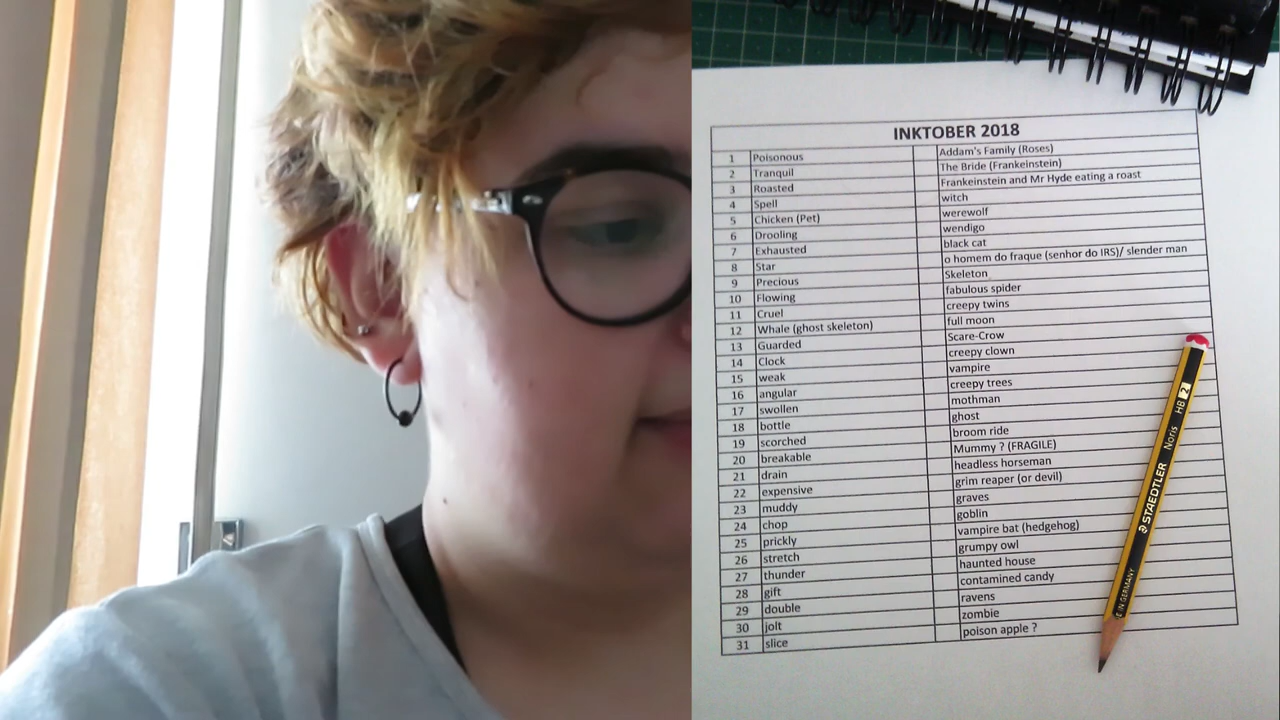 INKTOBER 2018
1 Poisonous Addam's Family (Roses)
2 Tranquil The Bride (Frankeinstein)
3 Roasted Frankeinstein and Mr Hyde eating a roast
4 Spell witch
5 Chicken (Pet) werewolf
6 Drooling wendigo
7 Exhausted black cat
8 Star o homem do fraque (senhor do IRS)/ slender man
9 Precious Skeleton
10 Flowing fabulous spider
11 Cruel creepy twins
12 Whale (ghost skeleton) full moon
13 Guarded Scare-Crow
14 Clock creepy clown
15 weak vampire
16 angular creepy trees
17 swollen mothman
18 bottle ghost
19 scorched broom ride
20 breakable Mummy ? (FRAGILE)
21 drain headless horseman
22 expensive grim reaper (or devil)
23 muddy graves
24 chop goblin
25 prickly vampire bat (hedgehog)
26 stretch grumpy owl
27 thunder haunted house
28 gift contaminated candy
29 double ravens
30 jolt zombie
31 slice poison apple ?
E IN GERMANY STAEDTLER Noris HB 2